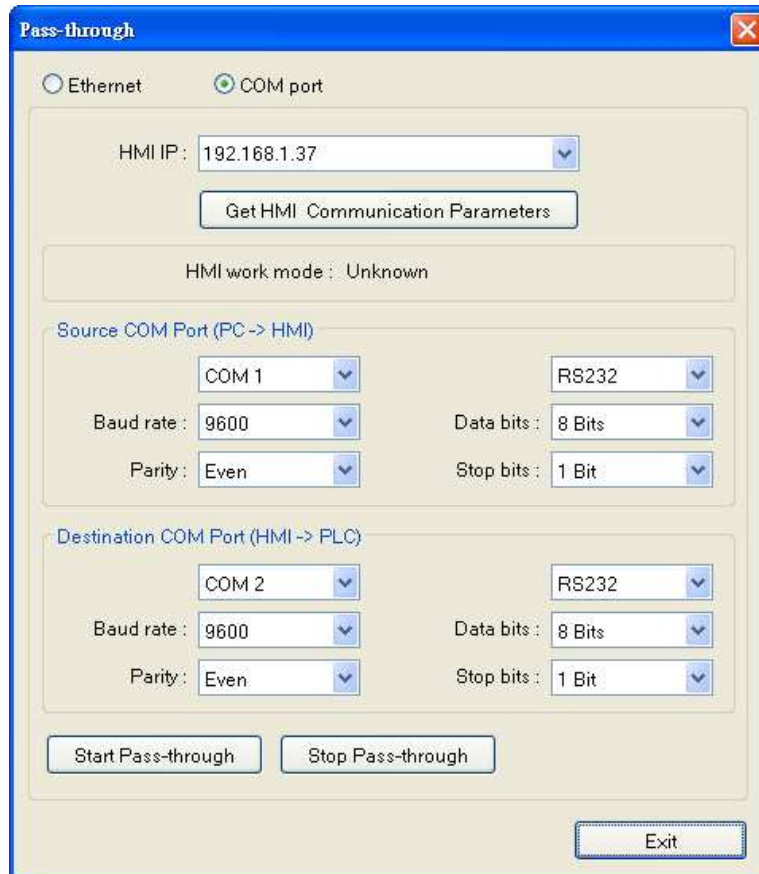 Pass-through
Ethernet COM port
HMI IP : 192.168.1.37
Get HMI Communication Parameters
HMI work mode : Unknown
Source COM Port (PC -> HMI)
COM 1 RS232
Baud rate : 9600 Data bits : 8 Bits
Parity : Even Stop bits : 1 Bit
Destination COM Port (HMI -> PLC)
COM 2 RS232
Baud rate : 9600 Data bits : 8 Bits
Parity : Even Stop bits : 1 Bit
Start Pass-through Stop Pass-through
Exit